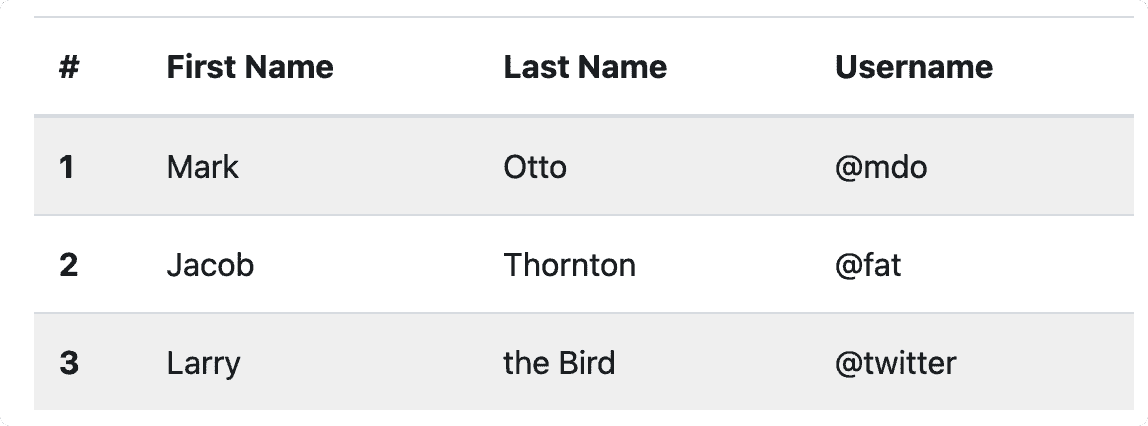 # First Name Last Name Username
1 Mark Otto @mdo
2 Jacob Thornton @fat
3 Larry the Bird @twitter